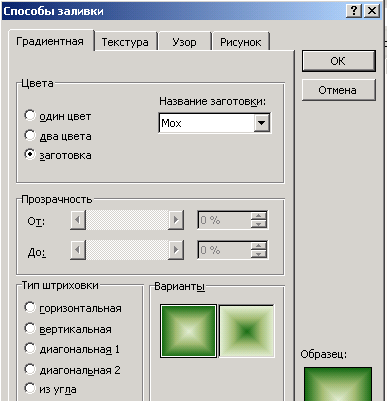 Способы заливки
Градиентная Текстура Узор Рисунок
OK
Отмена
Цвета
один цвет
два цвета
заготовка
Название заготовки:
Мох
Прозрачность
От: 0 %
До: 0 %
Тип штриховки
горизонтальная
вертикальная
диагональная 1
диагональная 2
из угла
Варианты
Образец: